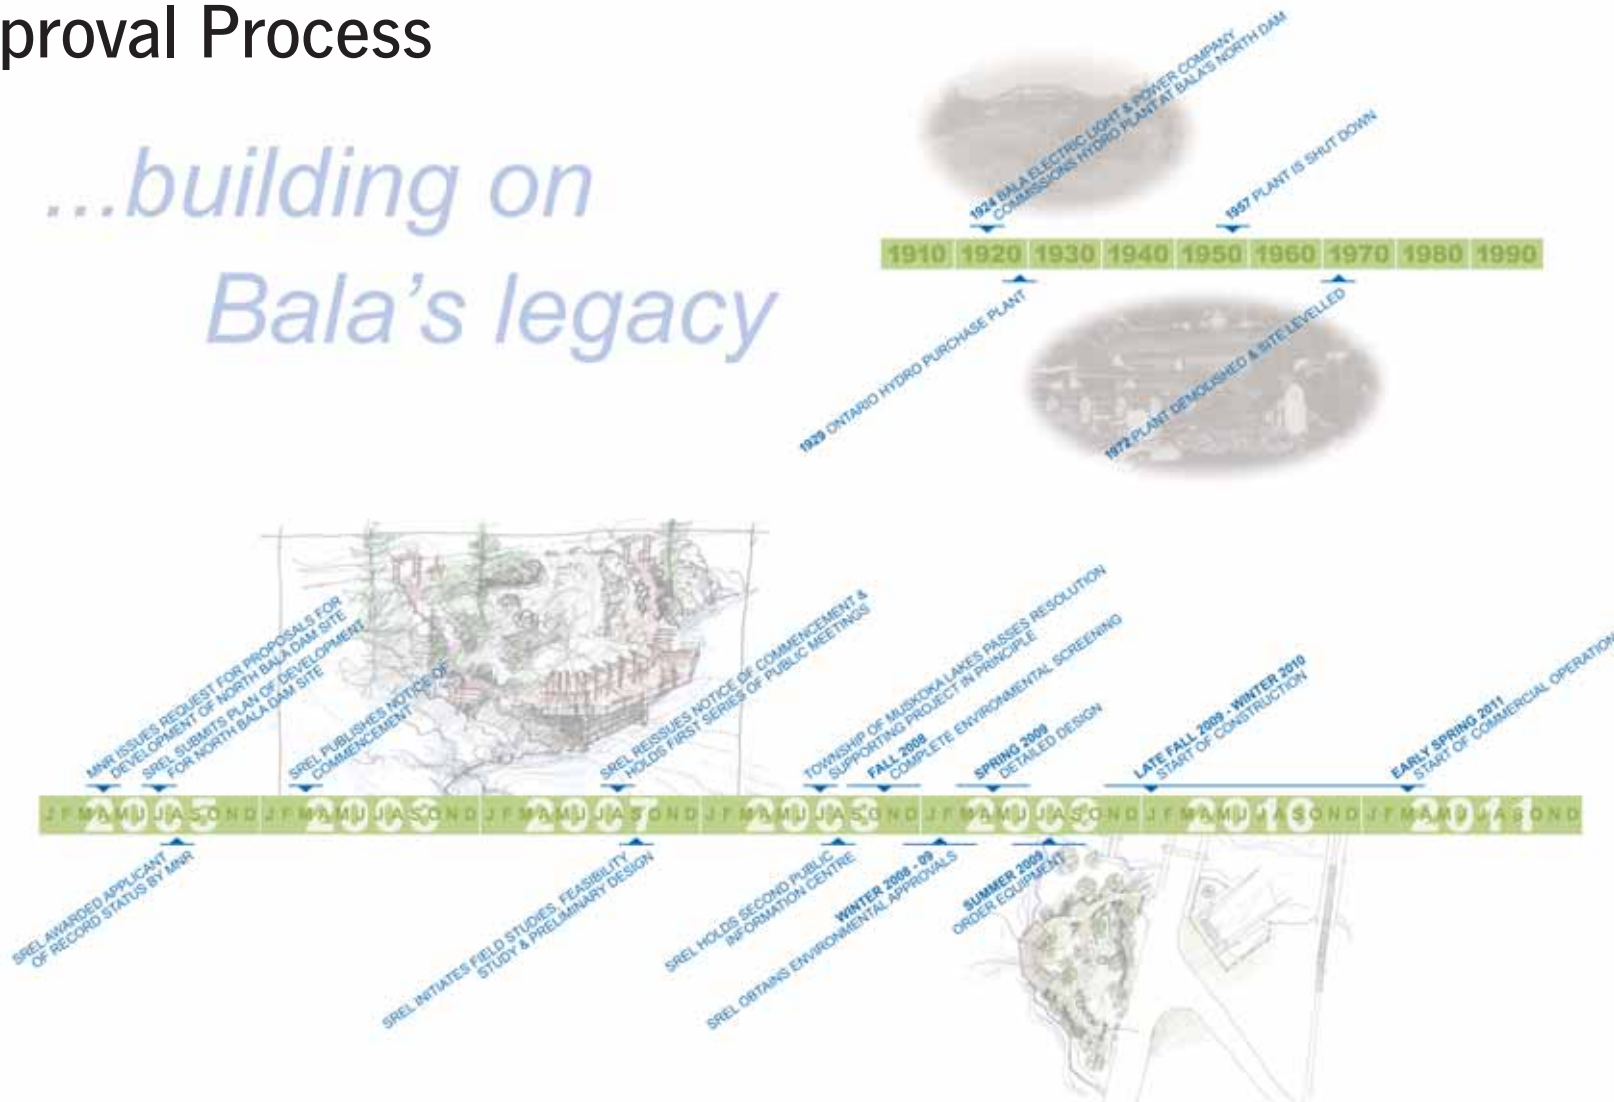 proval Process
...building on
Bala's legacy
1924 BALA ELECTRIC LIGHT & POWER COMPANY
COMMISSIONS HYDRO PLANT AT BALA'S NORTH DAM
1957 PLANT IS SHUT DOWN
1910 1920 1930 1940 1950 1960 1970 1980 1990
1929 ONTARIO HYDRO PURCHASE PLANT
1972 PLANT DEMOLISHED & SITE LEVELLED
MNR ISSUES REQUEST FOR PROPOSALS FOR
DEVELOPMENT OF NORTH BALA DAM SITE
SREL SUBMITS PLAN OF DEVELOPMENT
FOR NORTH BALA DAM SITE
SREL PUBLISHES NOTICE OF
COMMENCEMENT
SREL REISSUES NOTICE OF COMMENCEMENT &
HOLDS FIRST SERIES OF PUBLIC MEETINGS
TOWNSHIP OF MUSKOKA LAKES PASSES RESOLUTION
SUPPORTING PROJECT IN PRINCIPLE
FALL 2008
COMPLETE ENVIRONMENTAL SCREENING
SPRING 2009
DETAILED DESIGN
LATE FALL 2009 - WINTER 2010
START OF CONSTRUCTION
EARLY SPRING 2011
START OF COMMERCIAL OPERATION
J F M A M J J A S O N D J F M A M J J A S O N D J F M A M J J A S O N D J F M A M J J A S O N D J F M A M J J A S O N D J F M A M J J A S O N D J F M A M J J A S O N D
2005 2006 2007 2008 2009 2010 2011
SREL AWARDED APPLICANT
OF RECORD STATUS BY MNR
SREL INITIATES FIELD STUDIES, FEASIBILITY
STUDY & PRELIMINARY DESIGN
SREL HOLDS SECOND PUBLIC
INFORMATION CENTRE
WINTER 2008 - 09
SREL OBTAINS ENVIRONMENTAL APPROVALS
SUMMER 2009
ORDER EQUIPMENT